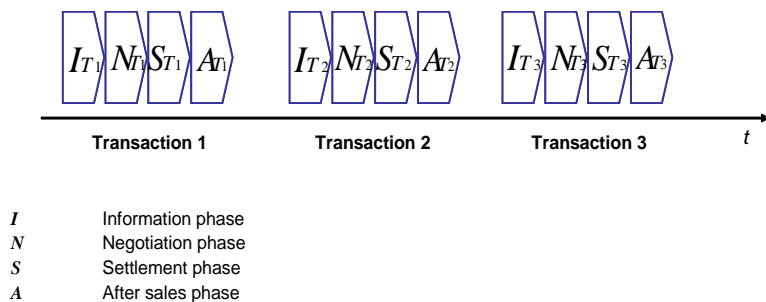 IT1 NT1 ST1 AT1 IT2 NT2 ST2 AT2 IT3 NT3 ST3 AT3
Transaction 1 Transaction 2 Transaction 3 t
I Information phase
N Negotiation phase
S Settlement phase
A After sales phase